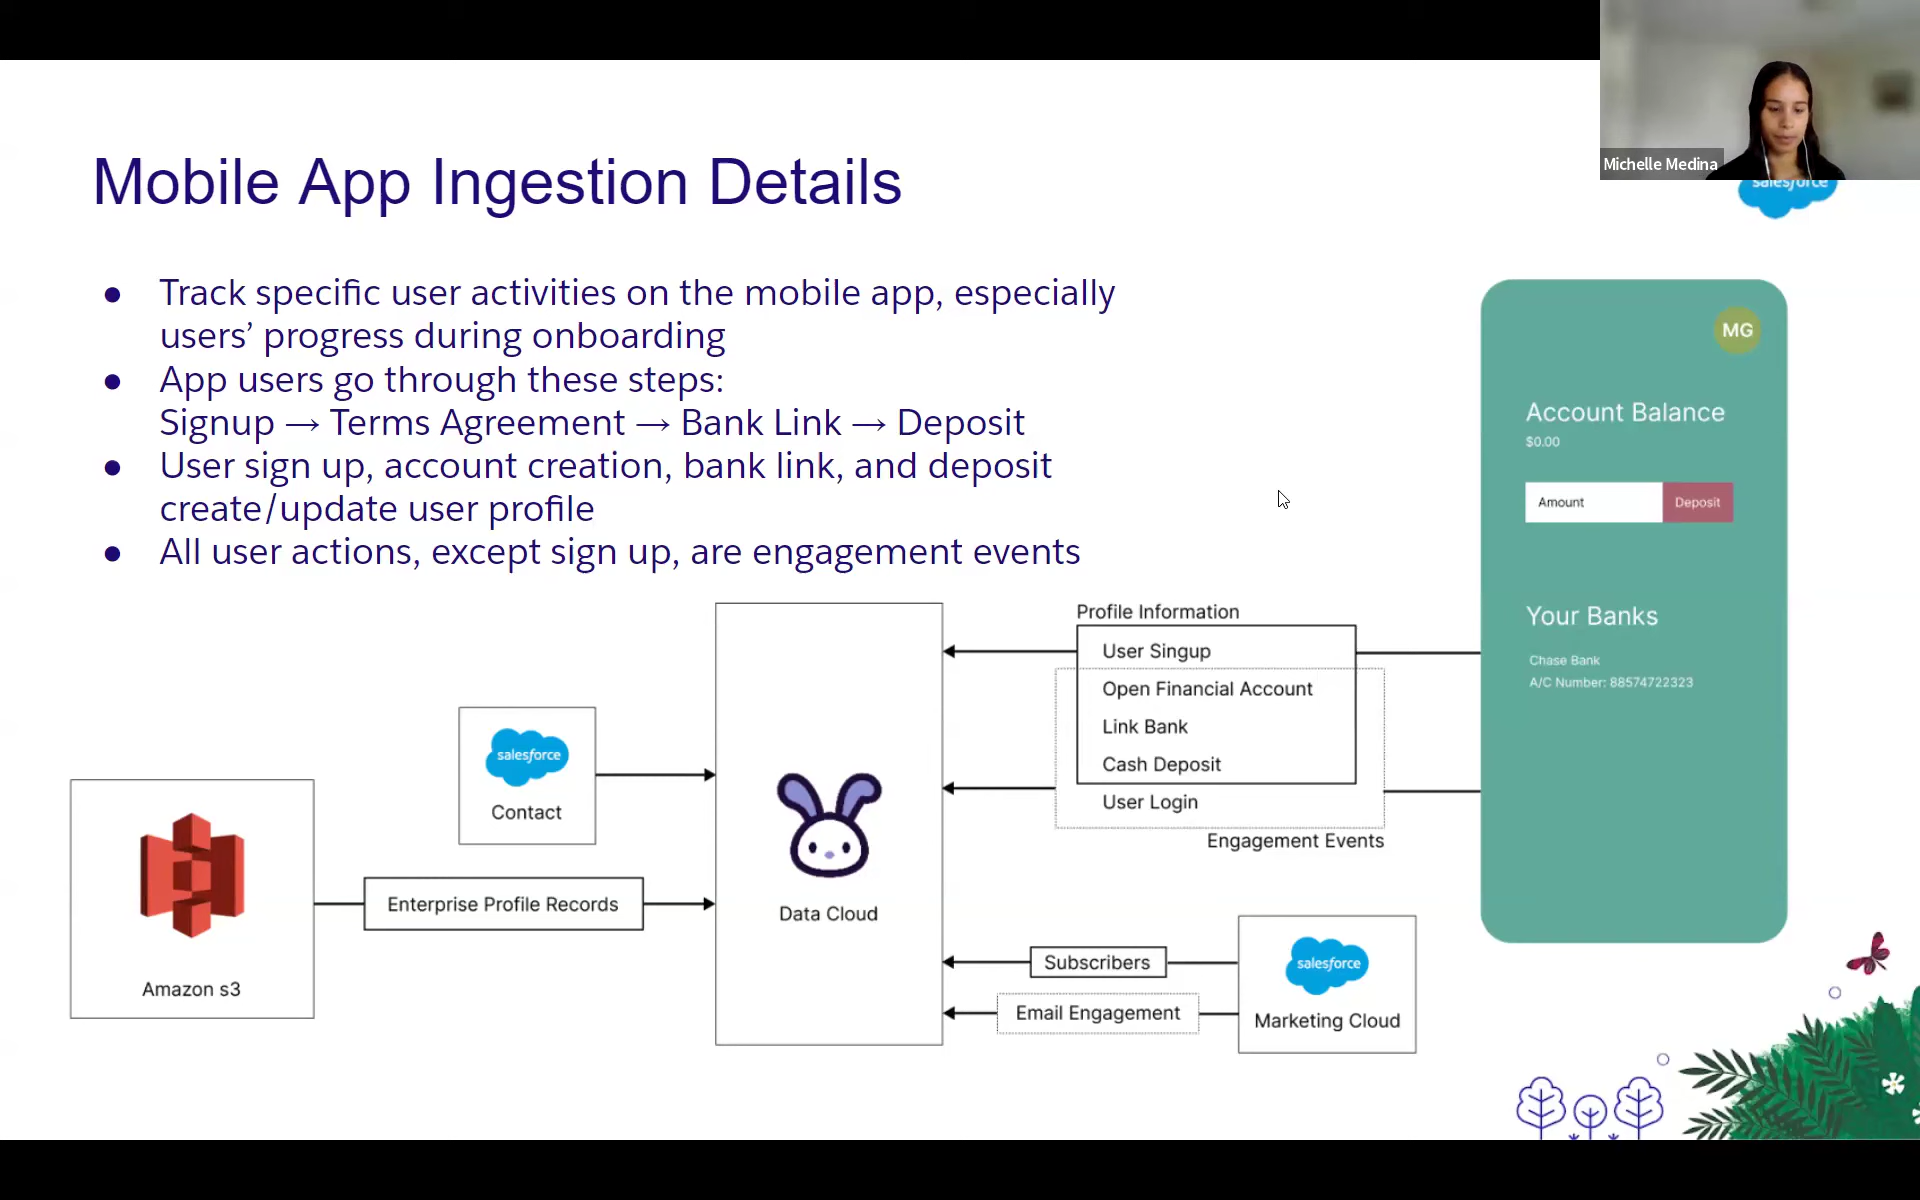 Michelle Medina
salesforce
Mobile App Ingestion Details
● Track specific user activities on the mobile app, especially
users’ progress during onboarding
● App users go through these steps:
Signup → Terms Agreement → Bank Link → Deposit
● User sign up, account creation, bank link, and deposit
create/update user profile
● All user actions, except sign up, are engagement events
MG
Account Balance
$0.00
Amount
Deposit
Your Banks
Chase Bank
A/C Number: 88574722323
Profile Information
User Singup
Open Financial Account
Link Bank
Cash Deposit
User Login
Engagement Events
salesforce
Contact
Enterprise Profile Records
Amazon s3
Data Cloud
Subscribers
Email Engagement
salesforce
Marketing Cloud